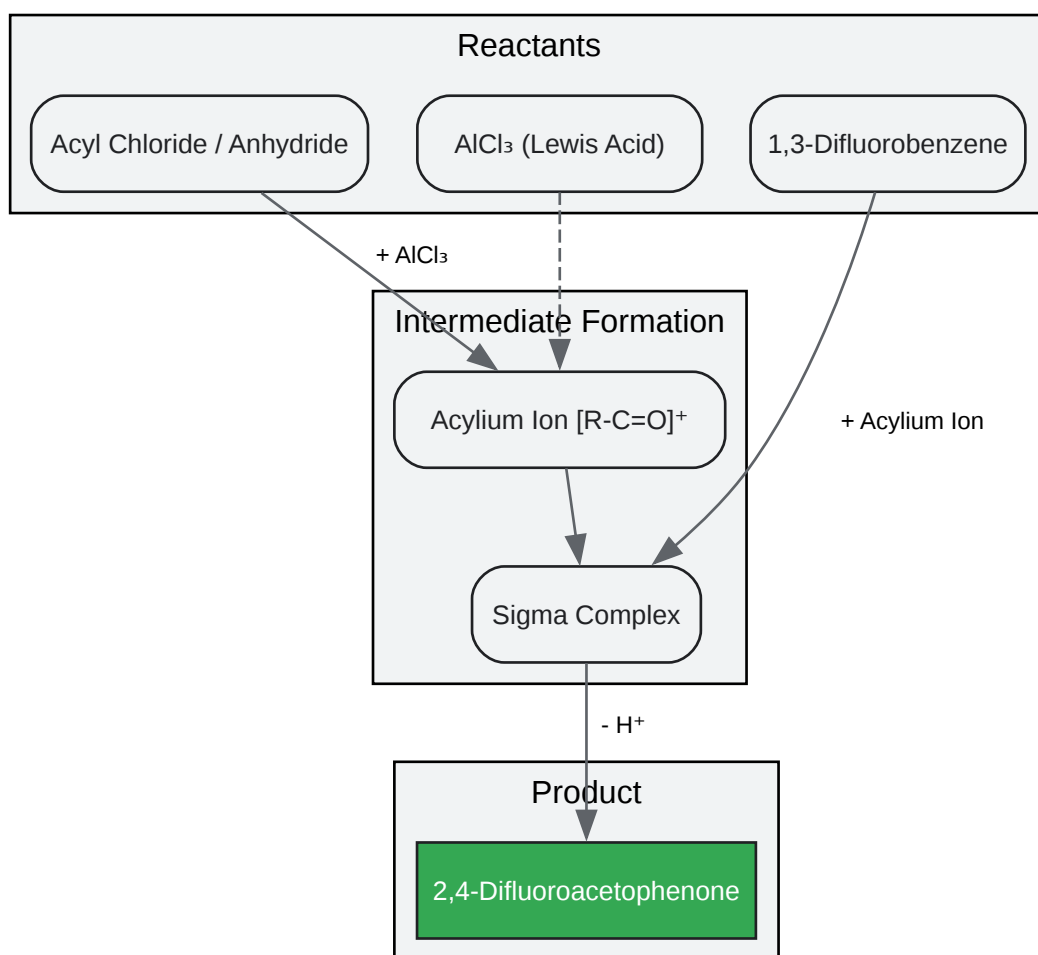 Reactants
Acyl Chloride / Anhydride
AlCl₃ (Lewis Acid)
1,3-Difluorobenzene
+ AlCl₃
Intermediate Formation
Acylium Ion [R-C=O]⁺
+ Acylium Ion
Sigma Complex
- H⁺
Product
2,4-Difluoroacetophenone